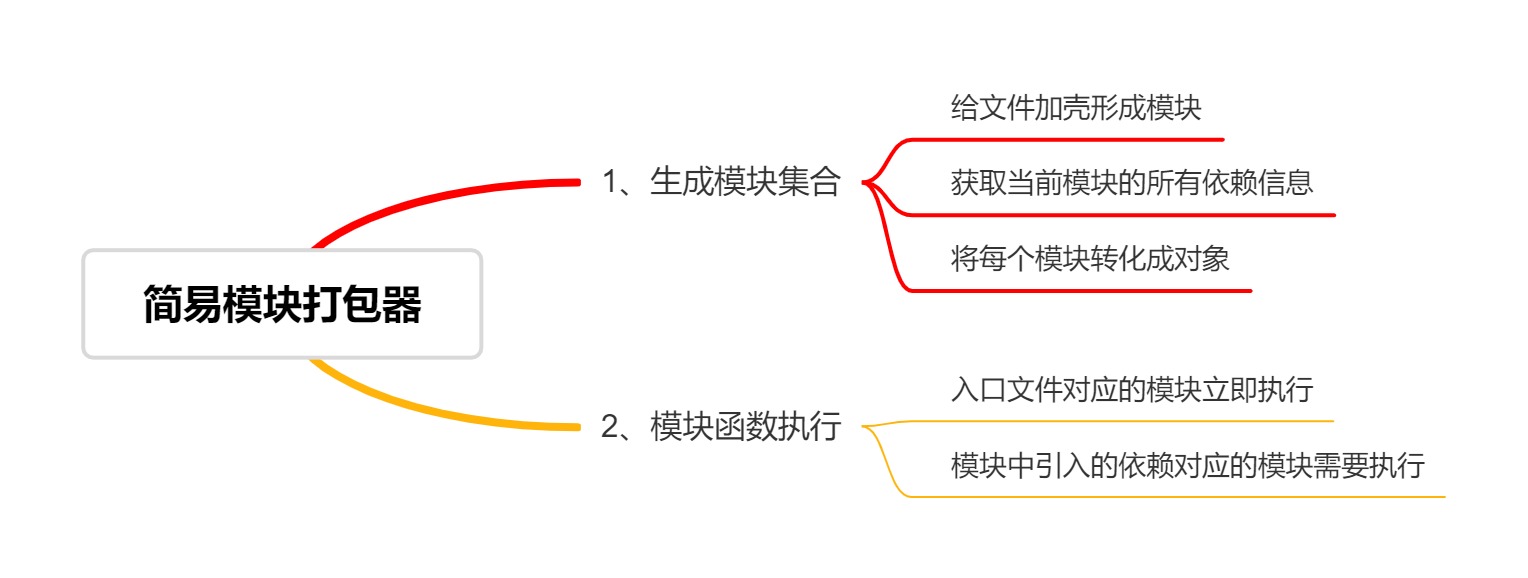 简易模块打包器
1、生成模块集合
给文件加壳形成模块
获取当前模块的所有依赖信息
将每个模块转化成对象
2、模块函数执行
入口文件对应的模块立即执行
模块中引入的依赖对应的模块需要执行